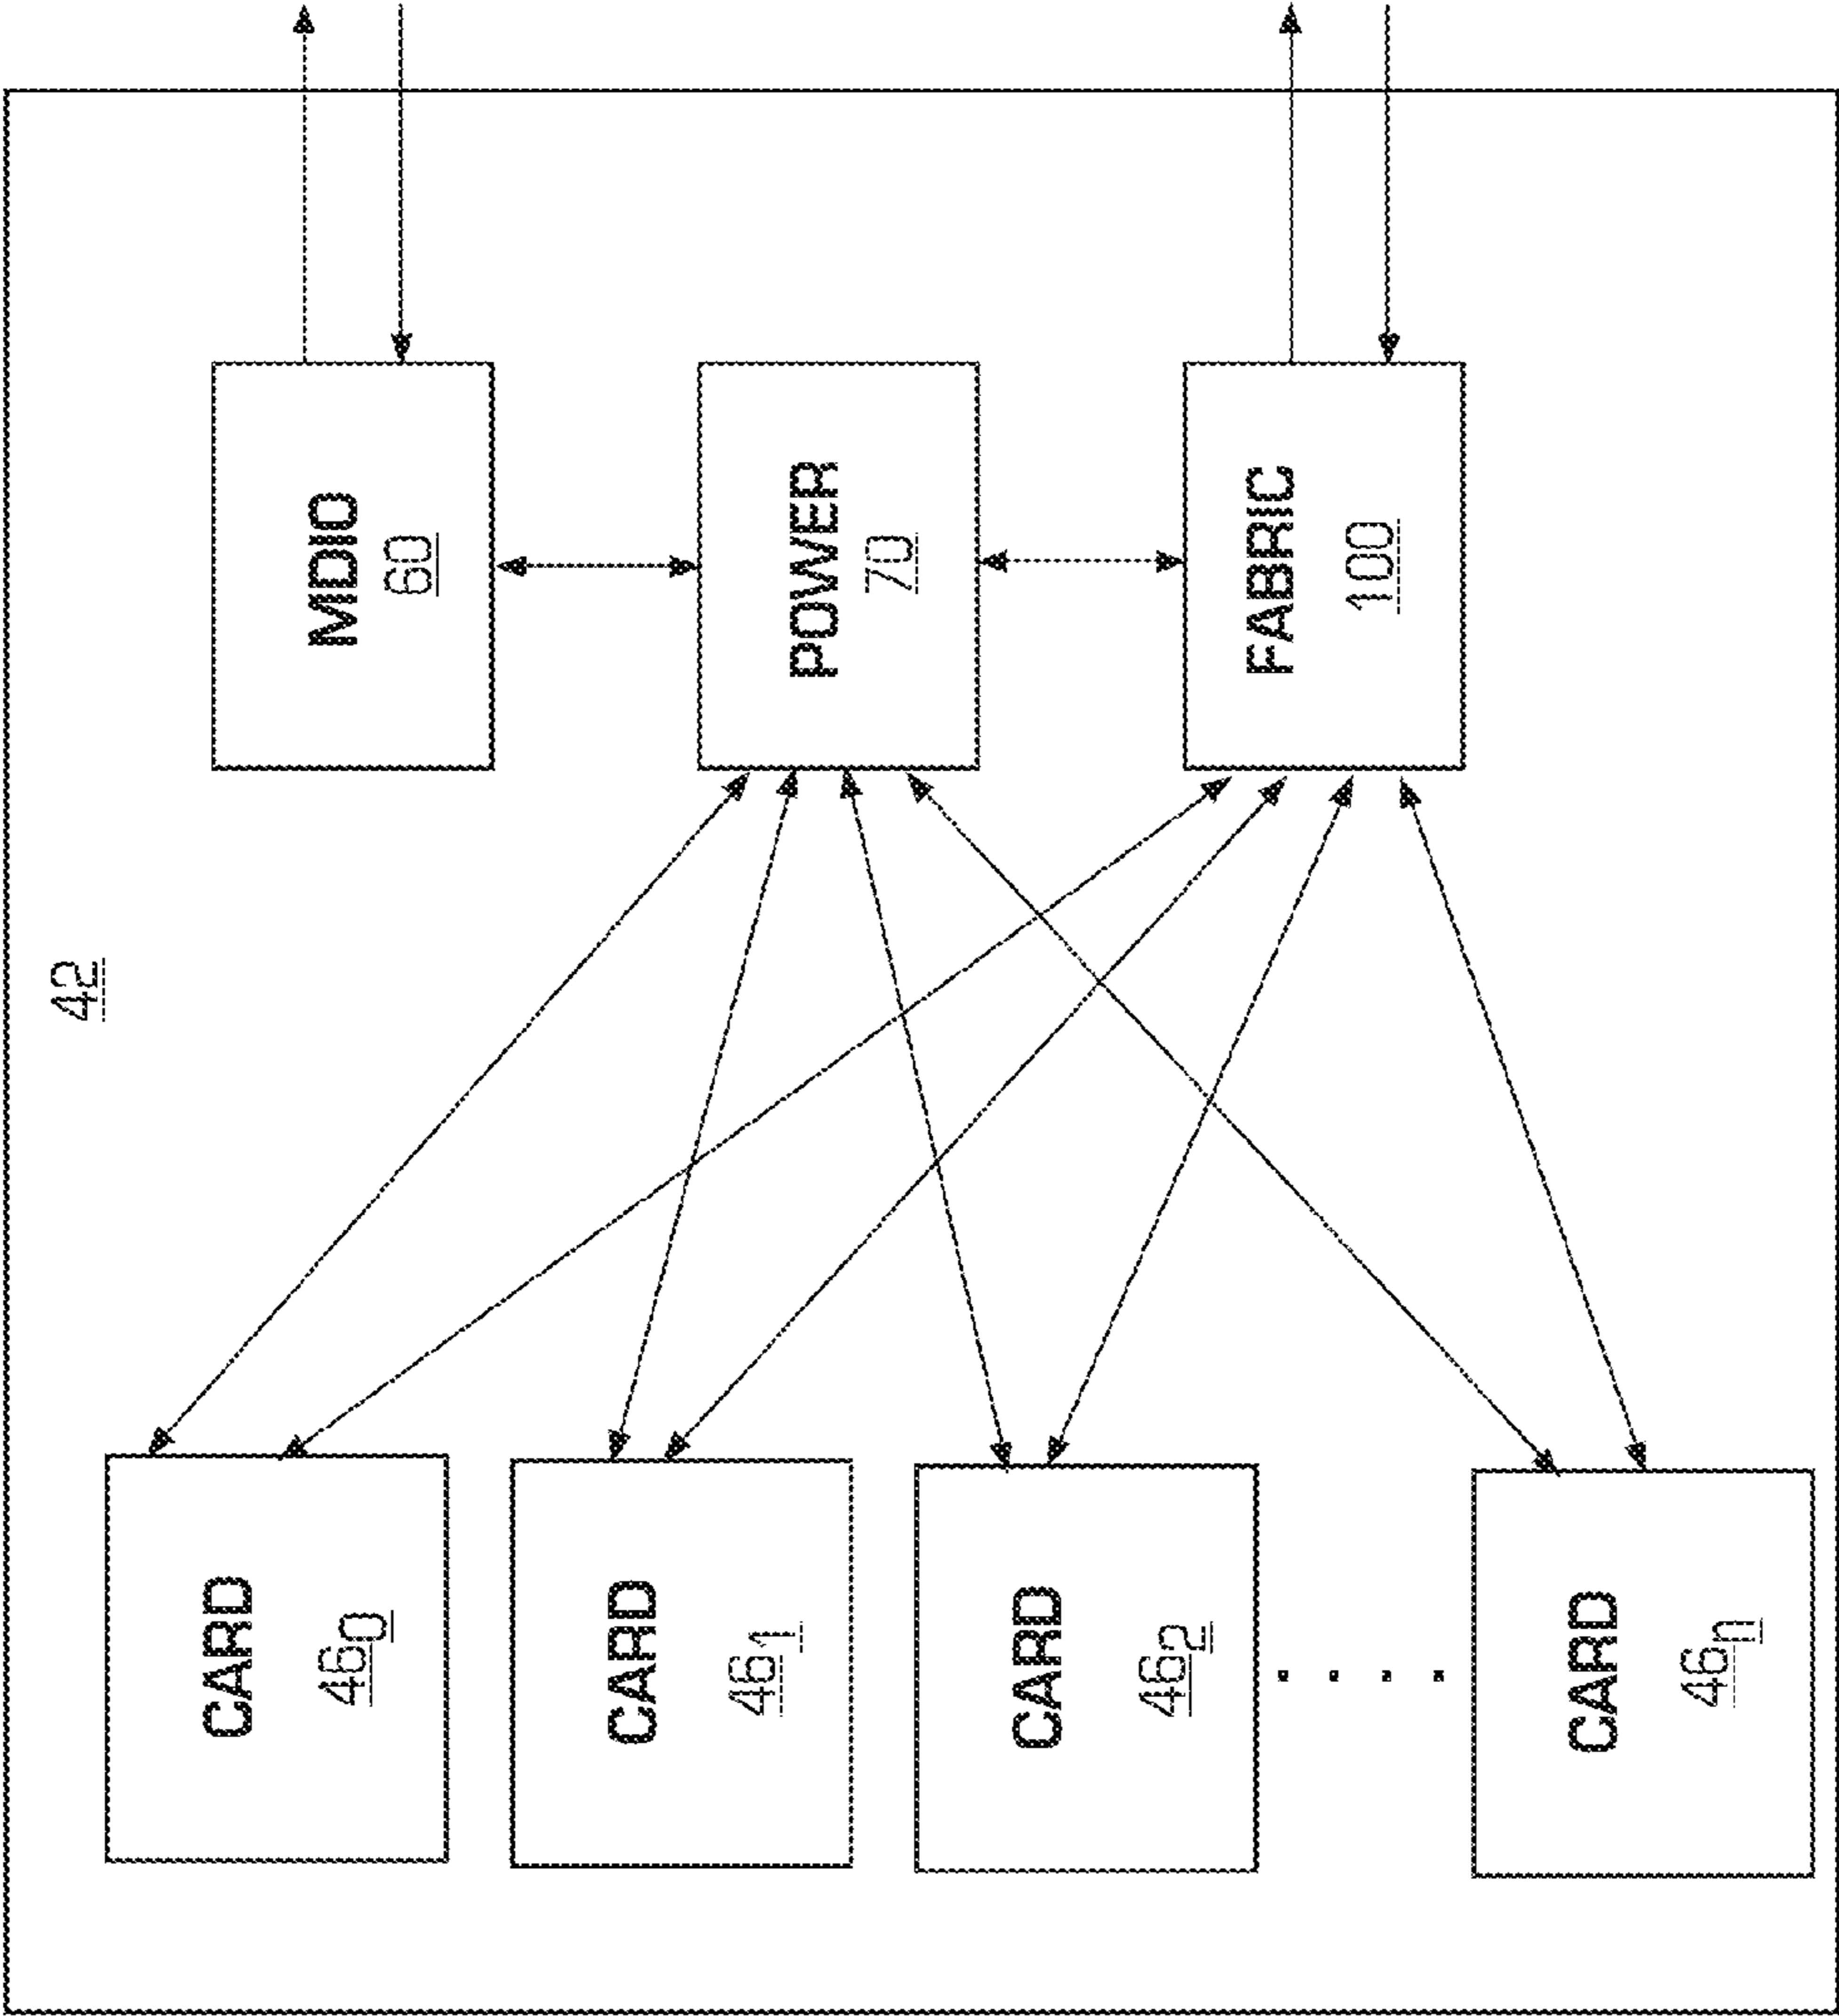 42
CARD
46₀
MDIO
60
CARD
46₁
POWER
70
CARD
46₂
. . . .
FABRIC
100
CARD
46ₙ